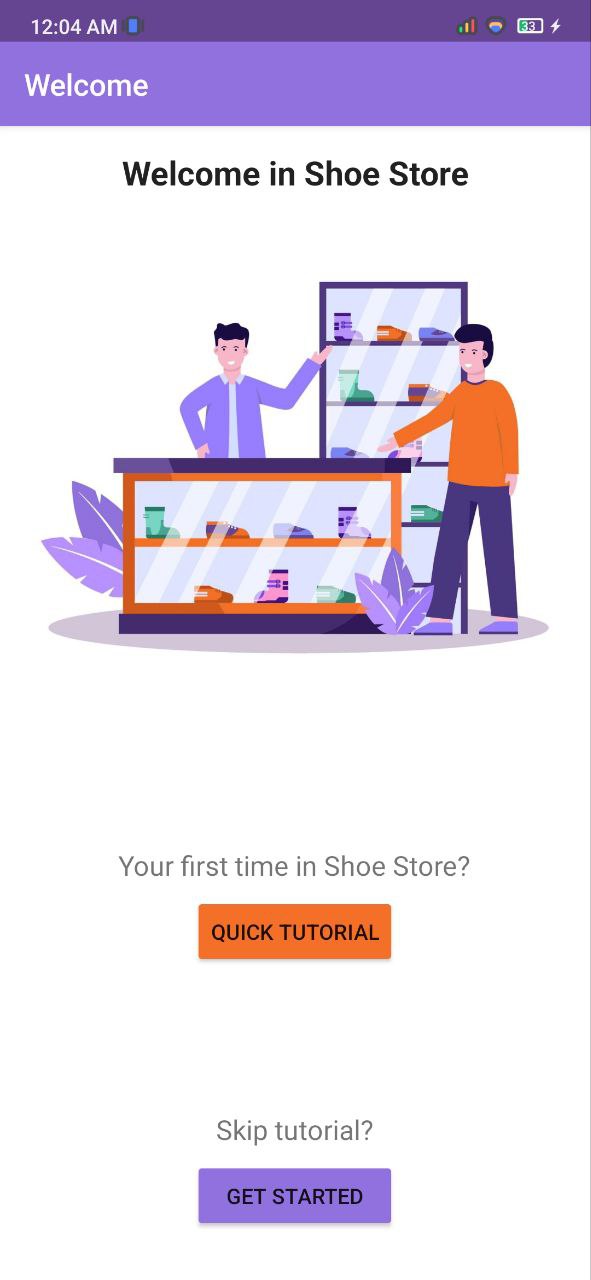 12:04 AM
33
Welcome
Welcome in Shoe Store
Your first time in Shoe Store?
QUICK TUTORIAL
Skip tutorial?
GET STARTED